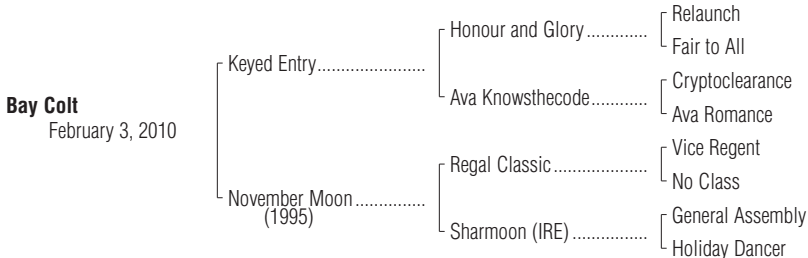 Relaunch
Honour and Glory..............
Fair to All
Keyed Entry.......................
Cryptoclearance
Ava Knowsthecode............
Ava Romance
Bay Colt
February 3, 2010
Vice Regent
Regal Classic .....................
No Class
November Moon...............
(1995)
General Assembly
Sharmoon (IRE) .................
Holiday Dancer